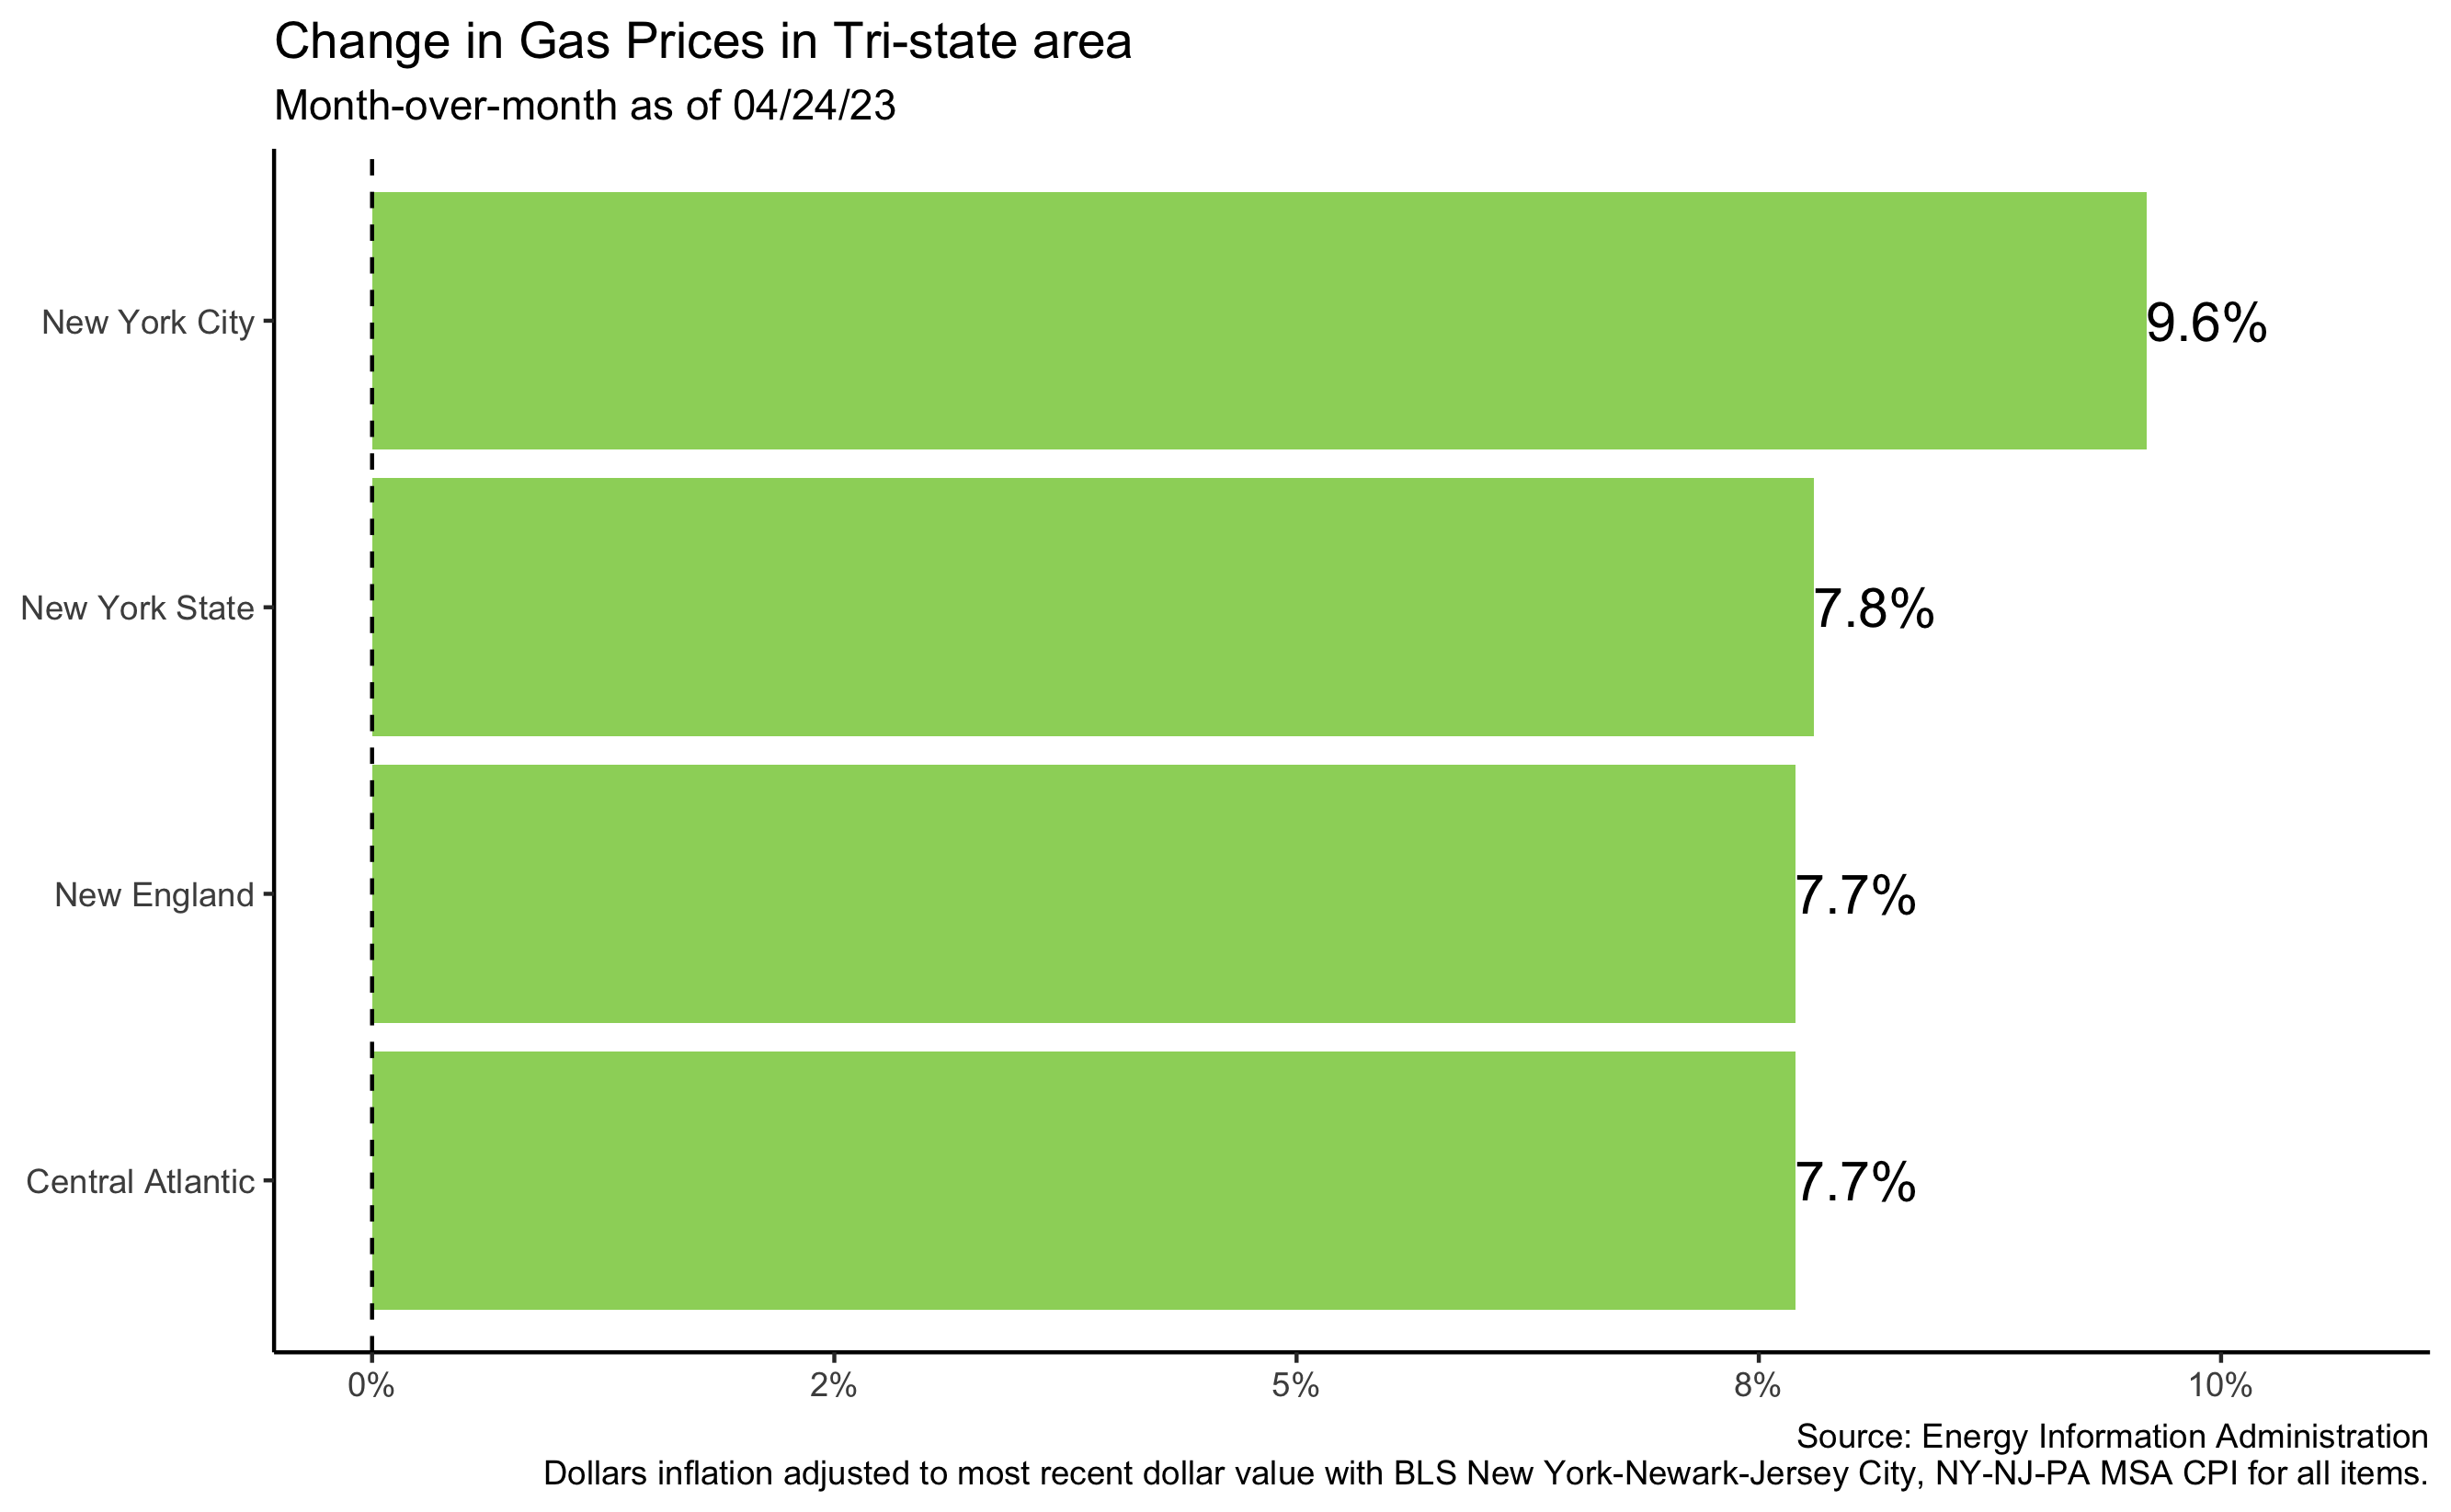 Change in Gas Prices in Tri-state area
Month-over-month as of 04/24/23
New York City
9.6%
New York State
7.8%
New England
7.7%
Central Atlantic
7.7%
0%
2%
5%
8%
10%
Source: Energy Information Administration
Dollars inflation adjusted to most recent dollar value with BLS New York-Newark-Jersey City, NY-NJ-PA MSA CPI for all items.